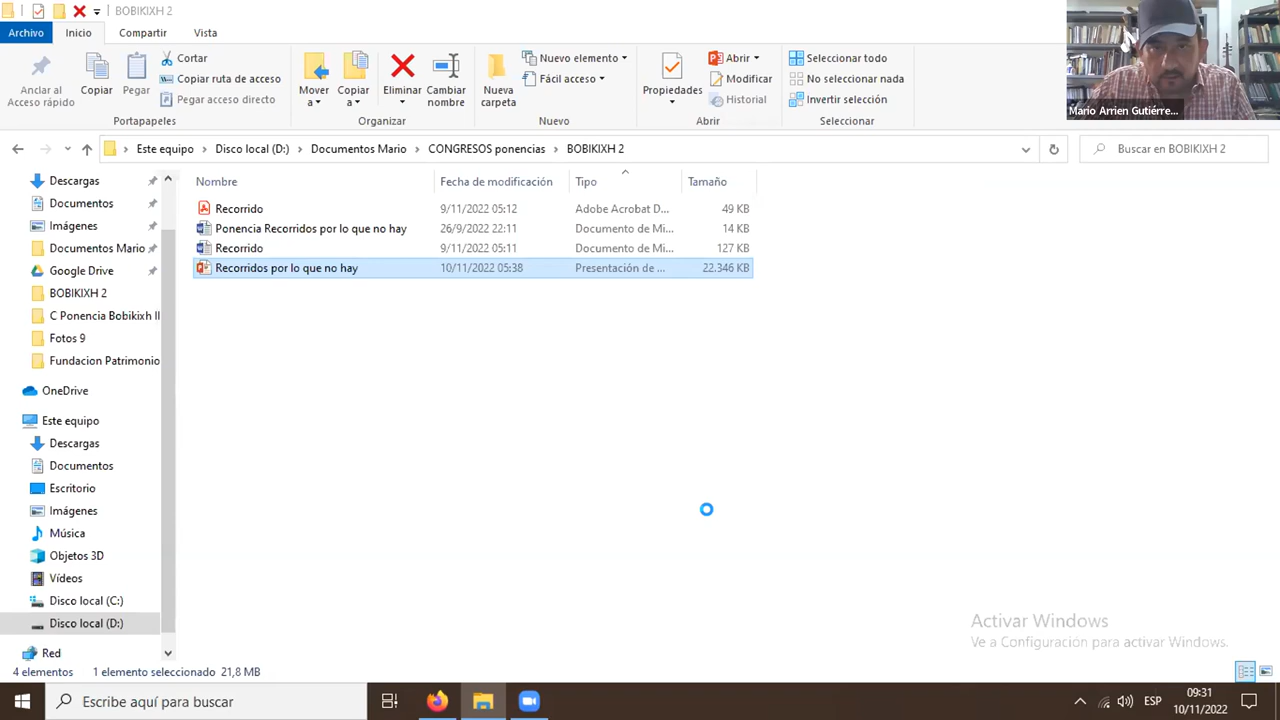 BOBIKIXH 2
Archivo Inicio Compartir Vista
Anclar al Acceso rápido
Copiar
Pegar
Cortar
Copiar ruta de acceso
Pegar acceso directo
Portapapeles
Mover a
Copiar a
Eliminar
Cambiar nombre
Organizar
Nueva carpeta
Nuevo elemento
Fácil acceso
Nuevo
Propiedades
Abrir
Modificar
Historial
Abrir
Seleccionar todo
No seleccionar nada
Invertir selección
Seleccionar
Mario Arrien Gutiérre...
Este equipo Disco local (D:) Documentos Mario CONGRESOS ponencias BOBIKIXH 2
Buscar en BOBIKIXH 2
Descargas
Documentos
Imágenes
Documentos Mario
Google Drive
BOBIKIXH 2
C Ponencia Bobikixh II
Fotos 9
Fundacion Patrimonio
OneDrive
Este equipo
Descargas
Documentos
Escritorio
Imágenes
Música
Objetos 3D
Vídeos
Disco local (C:)
Disco local (D:)
Red
Nombre Fecha de modificación Tipo Tamaño
Recorrido 9/11/2022 05:12 Adobe Acrobat D... 49 KB
Ponencia Recorridos por lo que no hay 26/9/2022 22:11 Documento de Mi... 14 KB
Recorrido 9/11/2022 05:11 Documento de Mi... 127 KB
Recorridos por lo que no hay 10/11/2022 05:38 Presentación de ... 22.346 KB
Activar Windows
Ve a Configuración para activar Windows.
4 elementos 1 elemento seleccionado 21,8 MB
Escribe aquí para buscar
ESP
09:31
10/11/2022